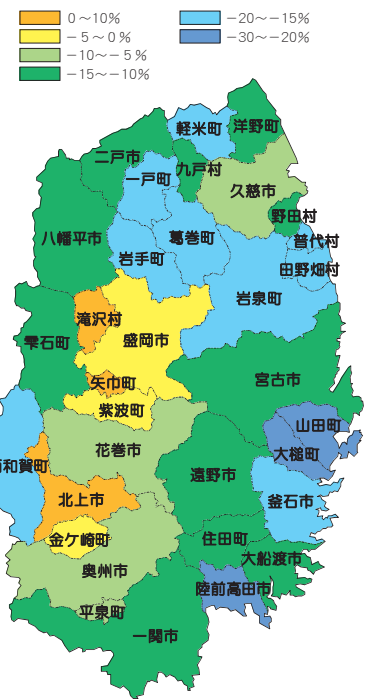 0～10%
－5～0%
－10～－5%
－15～－10%
－20～－15%
－30～－20%
軽米町
洋野町
二戸市
九戸村
一戸町
久慈市
野田村
八幡平市
葛巻町
普代村
岩手町
田野畑村
岩泉町
滝沢村
雫石町
盛岡市
宮古市
矢巾町
紫波町
山田町
花巻市
大槌町
和賀町
遠野市
北上市
釜石市
金ケ崎町
住田町
大船渡市
奥州市
陸前高田市
平泉町
一関市